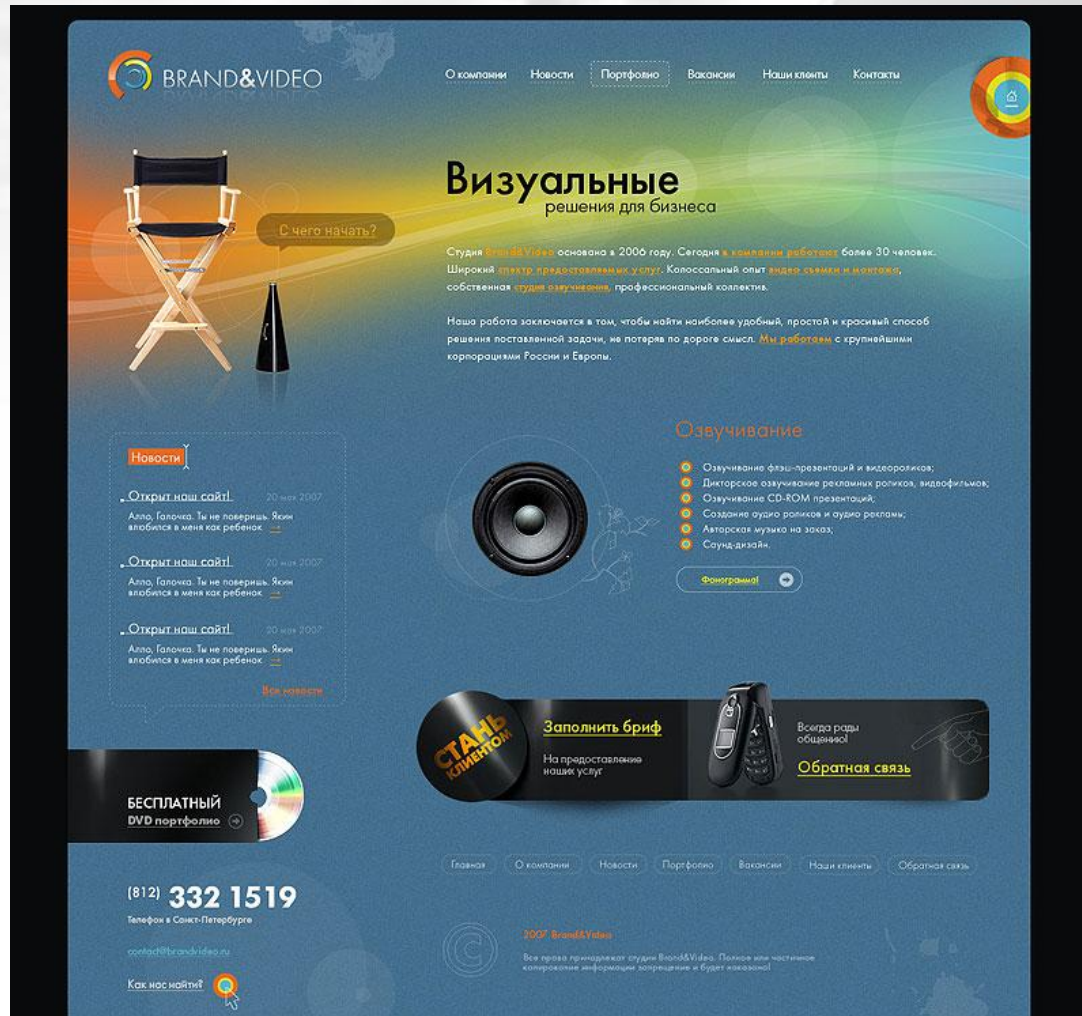 BRAND&VIDEO
О компании
Новости
Портфолио
Вакансии
Наши клиенты
Контакты
С чего начать?
Визуальные
решения для бизнеса
Студия Brand&Video основана в 2006 году. Сегодня в компании работают более 30 человек.
Широкий спектр предоставляемых услуг. Колоссальный опыт видео съемки и монтажа,
собственная студия озвучивания, профессиональный коллектив.
Наша работа заключается в том, чтобы найти наиболее удобный, простой и красивый способ
решения поставленной задачи, не потеряв по дороге смысл. Мы работаем с крупнейшими
корпорациями России и Европы.
Новости
Открыт наш сайт! 20 мая 2007
Алло, Галочка. Ты не поверишь. Якин
влюбился в меня как ребенок →
Открыт наш сайт! 20 мая 2007
Алло, Галочка. Ты не поверишь. Якин
влюбился в меня как ребенок →
Открыт наш сайт! 20 мая 2007
Алло, Галочка. Ты не поверишь. Якин
влюбился в меня как ребенок →
Все новости
Озвучивание
Озвучивание флэш-презентаций и видеороликов;
Дикторское озвучивание рекламных роликов, видеофильмов;
Озвучивание CD-ROM презентаций;
Создание аудио роликов и аудио рекламы;
Авторская музыка на заказ;
Саунд-дизайн.
Фонограмма!
СТАНЬ
КЛИЕНТОМ
Заполнить бриф
На предоставление
наших услуг
Всегда рады
общению!
Обратная связь
БЕСПЛАТНЫЙ
DVD портфолио
(812) 332 1519
Телефон в Санкт-Петербурге
contact@brandvideo.ru
Как нас найти?
Главная
О компании
Новости
Портфолио
Вакансии
Наши клиенты
Обратная связь
©
2007 Brand&Video
Все права принадлежат студии Brand&Video. Полное или частичное
копирование информации запрещение и будет наказано!